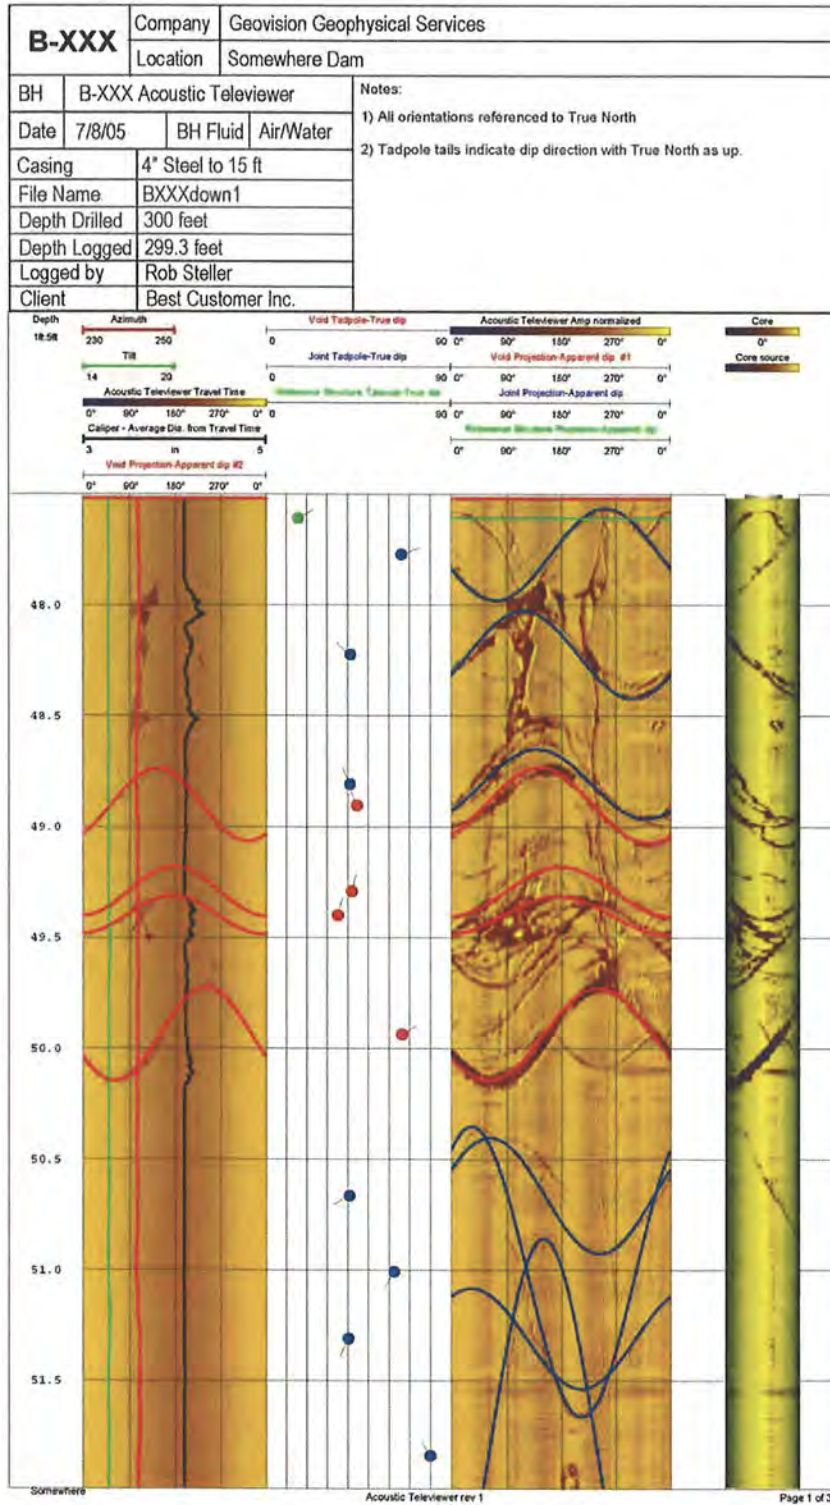 B-XXX
Company Geovision Geophysical Services
Location Somewhere Dam
BH B-XXX Acoustic Televiewer
Date 7/8/05 BH Fluid Air/Water
Casing 4" Steel to 15 ft
File Name BXXXdown1
Depth Drilled 300 feet
Depth Logged 299.3 feet
Logged by Rob Steller
Client Best Customer Inc.
Notes:
1) All orientations referenced to True North
2) Tadpole tails indicate dip direction with True North as up.
Depth
Azimuth
230 250
Tilt
14 20
Acoustic Televiewer Travel Time
0° 90° 180° 270° 0°
Caliper - Average Dia. from Travel Time
3 in 5
Void Projection-Apparent dip #2
0° 90° 180° 270° 0°
Void Tadpole-True dip
0 90
Joint Tadpole-True dip
0 90
0 90
Acoustic Televiewer Amp normalized
0° 90° 180° 270° 0°
Void Projection-Apparent dip #1
0° 90° 180° 270° 0°
Joint Projection-Apparent dip
0° 90° 180° 270° 0°
0° 90° 180° 270° 0°
Core
0°
Core source
48.0
48.5
49.0
49.5
50.0
50.5
51.0
51.5
Somewhere
Acoustic Televiewer rev 1
Page 1 of 3